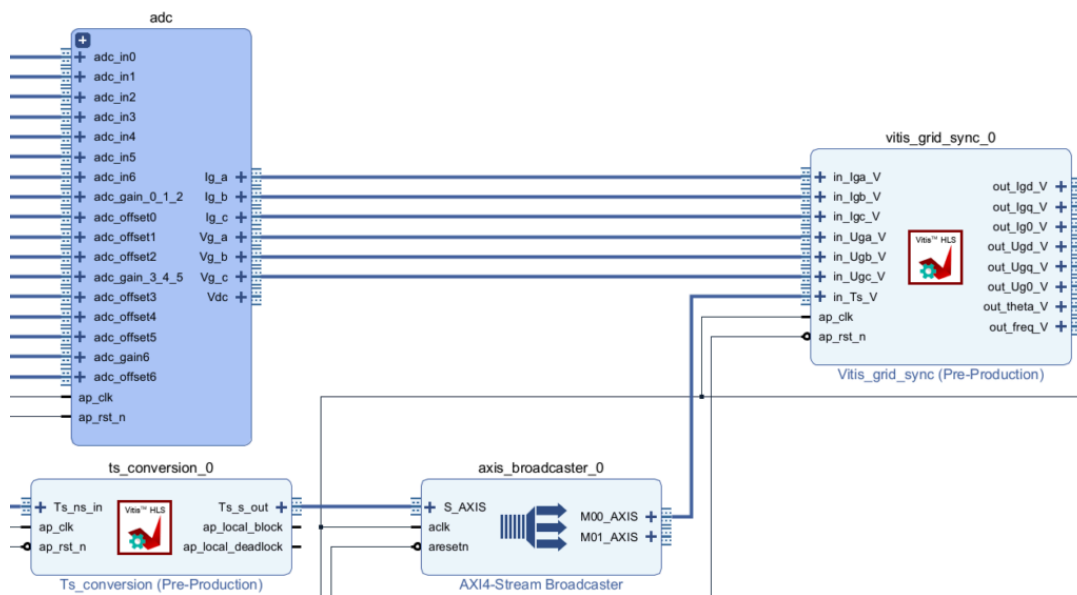 adc
adc_in0
adc_in1
adc_in2
adc_in3
adc_in4
adc_in5
adc_in6
adc_gain_0_1_2
adc_offset0
adc_offset1
adc_offset2
adc_gain_3_4_5
adc_offset3
adc_offset4
adc_offset5
adc_gain6
adc_offset6
ap_clk
ap_rst_n
Ig_a
Ig_b
Ig_c
Vg_a
Vg_b
Vg_c
Vdc
vitis_grid_sync_0
in_Iga_V
in_Igb_V
in_Igc_V
in_Uga_V
in_Ugb_V
in_Ugc_V
in_Ts_V
ap_clk
ap_rst_n
Vitis™ HLS
out_Igd_V
out_Igq_V
out_Ig0_V
out_Ugd_V
out_Ugq_V
out_Ug0_V
out_theta_V
out_freq_V
Vitis_grid_sync (Pre-Production)
ts_conversion_0
Ts_ns_in
ap_clk
ap_rst_n
Vitis™ HLS
Ts_s_out
ap_local_block
ap_local_deadlock
Ts_conversion (Pre-Production)
axis_broadcaster_0
S_AXIS
aclk
aresetn
M00_AXIS
M01_AXIS
AXI4-Stream Broadcaster